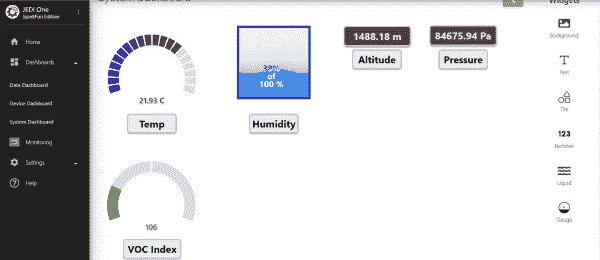 System Dashboard
Widgets
JEDI One
SparkFun Edition
Home
Dashboards
Data Dashboard
Device Dashboard
System Dashboard
Monitoring
Settings
Help
21.93 C
Temp
of
100 %
Humidity
1488.18 m
Altitude
84675.94 Pa
Pressure
106
VOC Index
Background
Text
Tile
123
Number
Liquid
Gauge